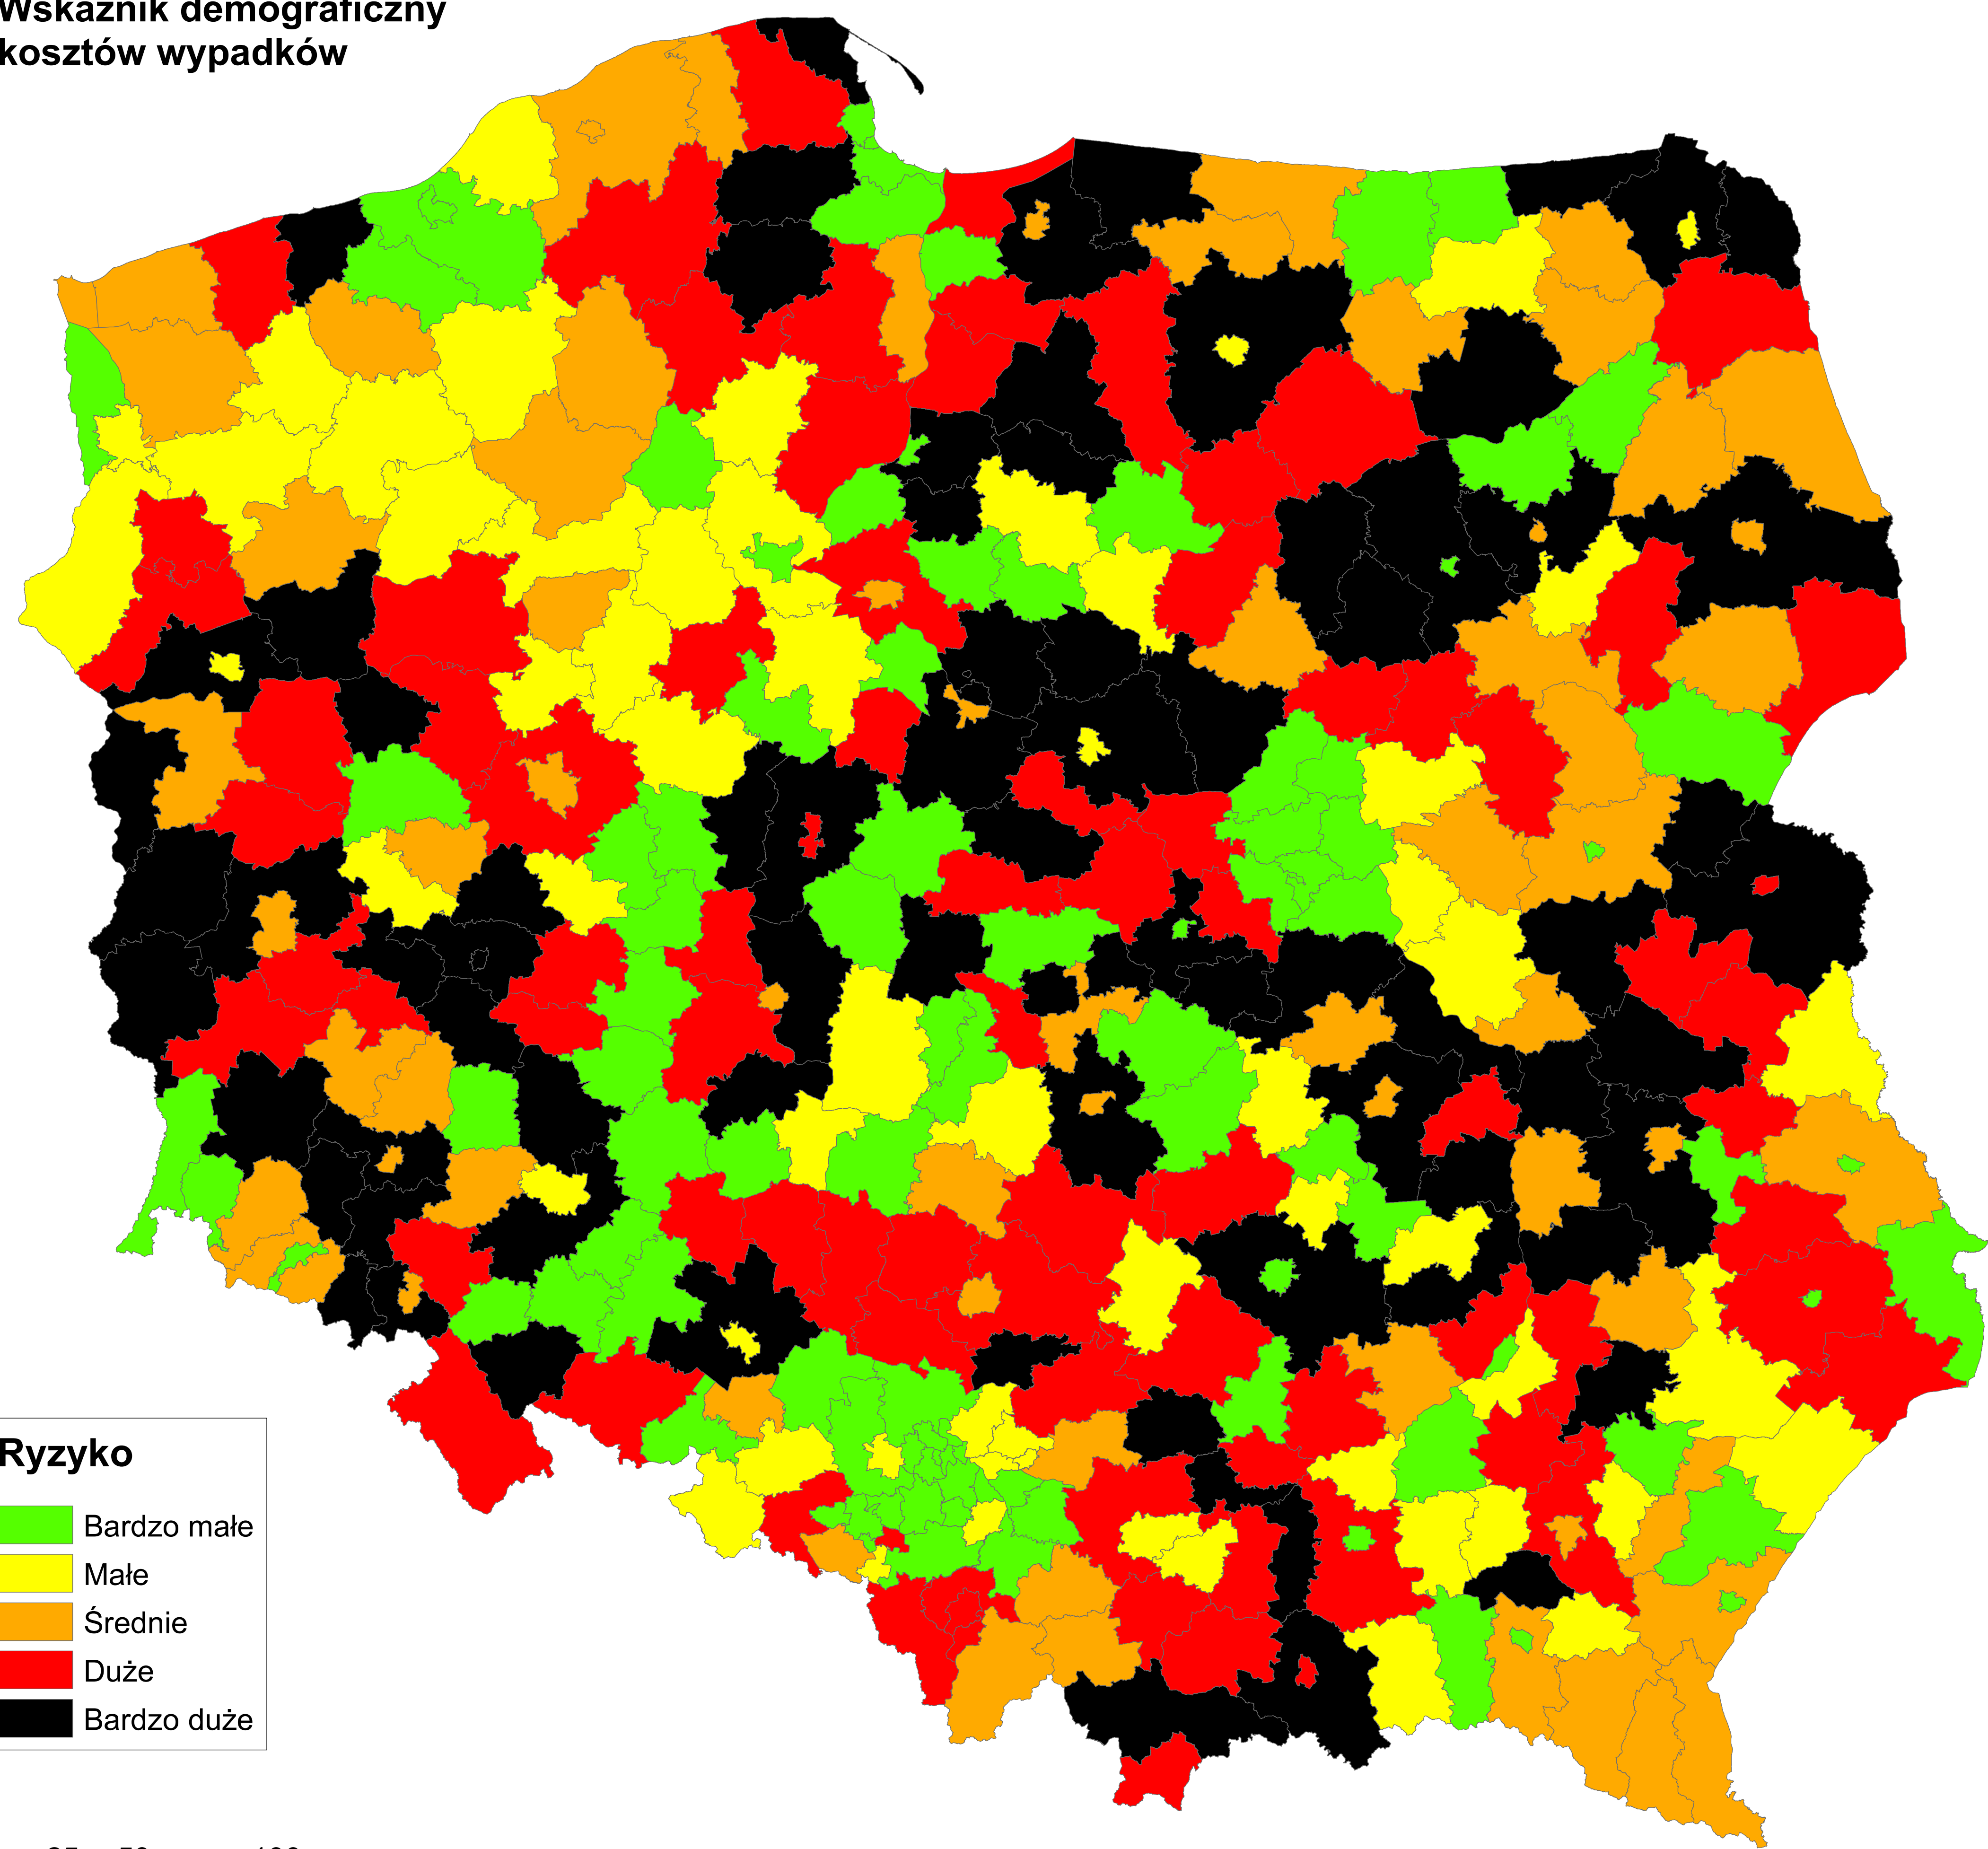 Wskaźnik demograficzny
kosztów wypadków
Ryzyko
Bardzo małe
Małe
Średnie
Duże
Bardzo duże